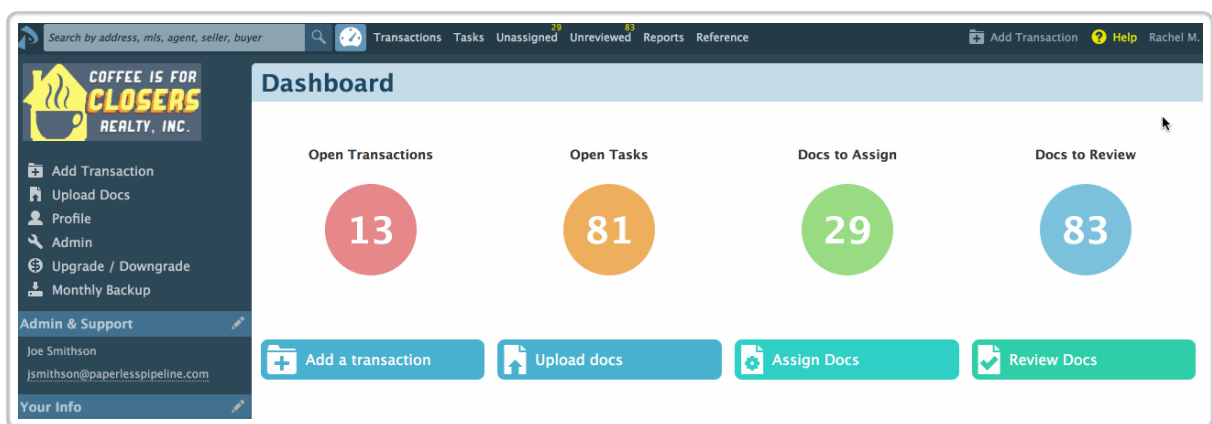 Search by address, mls, agent, seller, buyer
Transactions Tasks Unassigned 29 Unreviewed 83 Reports Reference
Add Transaction ? Help Rachel M.
COFFEE IS FOR
CLOSERS
REALTY, INC.
Add Transaction
Upload Docs
Profile
Admin
Upgrade / Downgrade
Monthly Backup
Admin & Support
Joe Smithson
jsmithson@paperlesspipeline.com
Your Info
Dashboard
Open Transactions Open Tasks Docs to Assign Docs to Review
13 81 29 83
Add a transaction Upload docs Assign Docs Review Docs